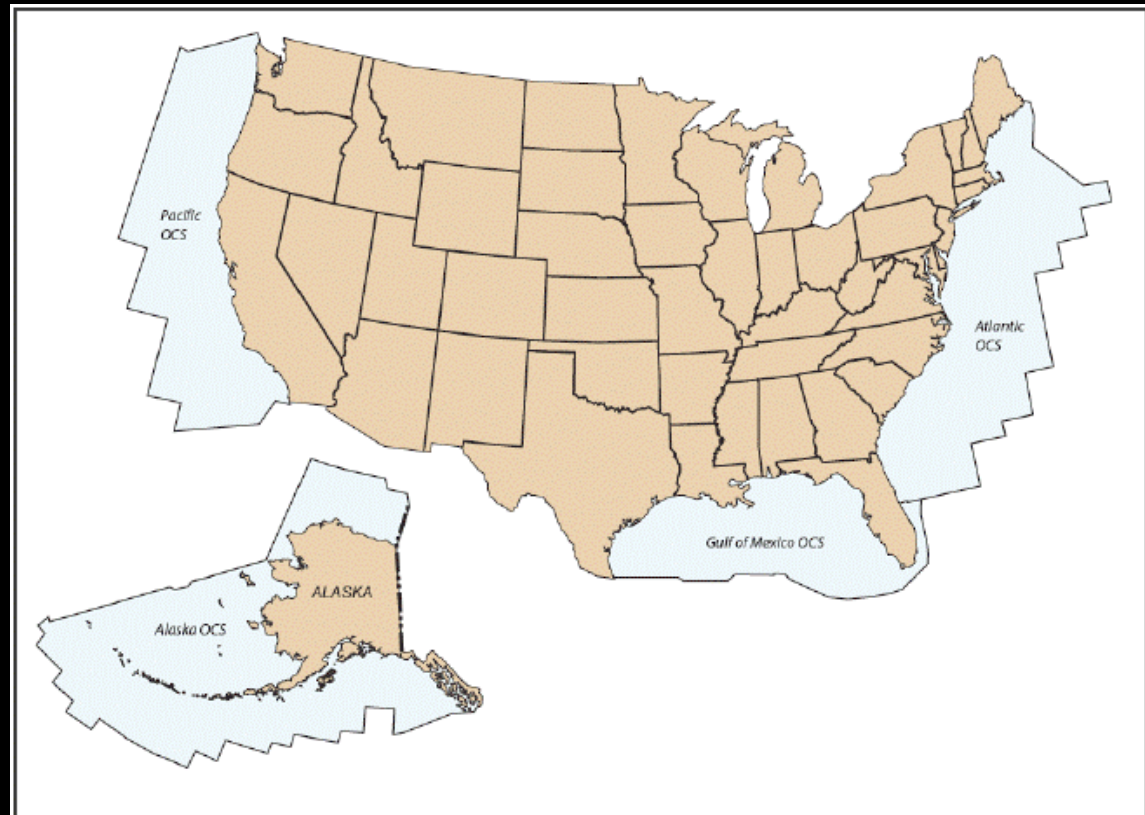 Pacific
OCS
Atlantic
OCS
Gulf of Mexico OCS
ALASKA
Alaska OCS